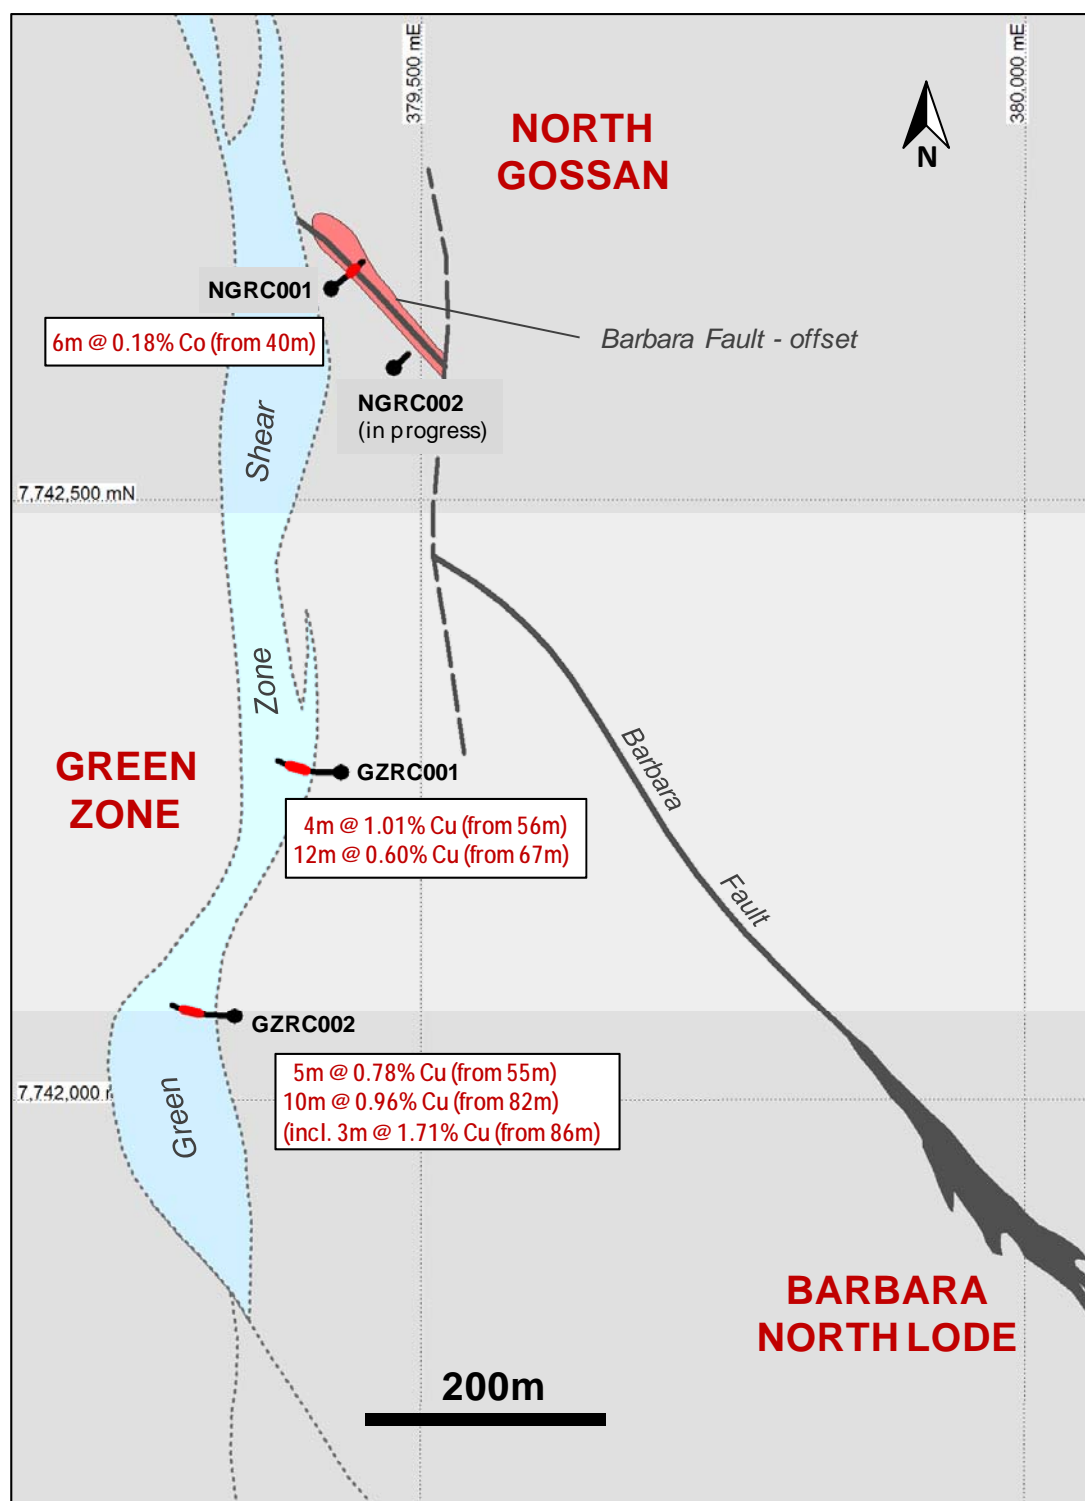 379,500 mE
380,000 mE
NORTH
GOSSAN
N
NGRC001
6m @ 0.18% Co (from 40m)
Barbara Fault - offset
NGRC002
(in progress)
Shear
7,742,500 mN
Zone
GREEN
ZONE
GZRC001
4m @ 1.01% Cu (from 56m)
12m @ 0.60% Cu (from 67m)
Barbara
Fault
GZRC002
5m @ 0.78% Cu (from 55m)
10m @ 0.96% Cu (from 82m)
(incl. 3m @ 1.71% Cu (from 86m)
7,742,000
Green
BARBARA
NORTH LODE
200m